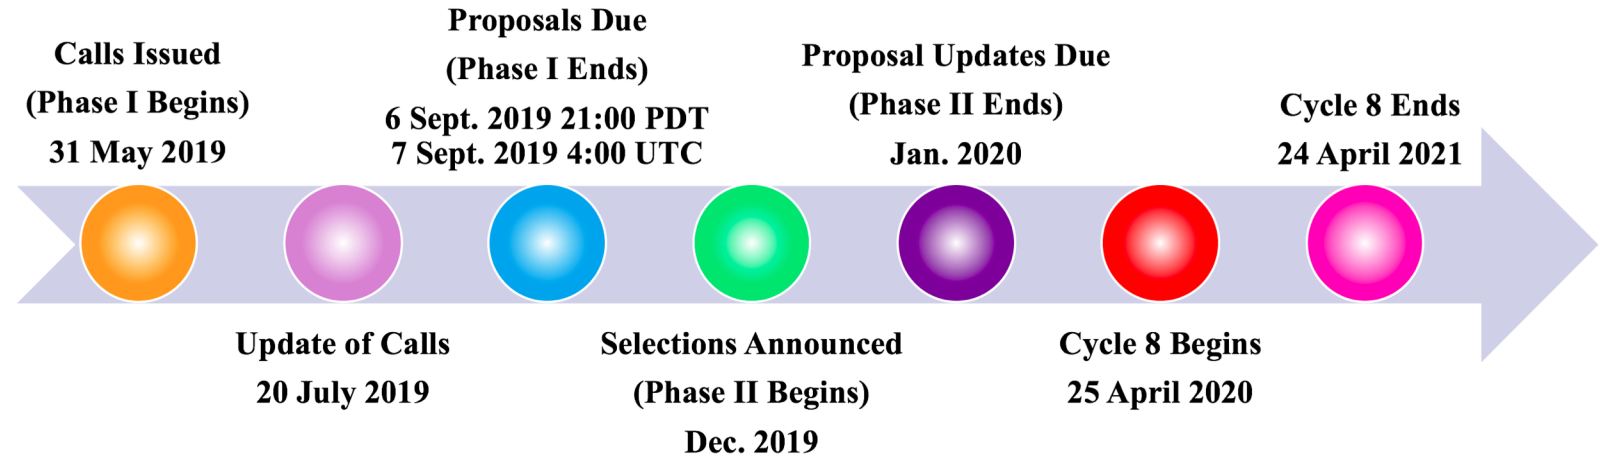 Calls Issued
(Phase I Begins)
31 May 2019
Update of Calls
20 July 2019
Proposals Due
(Phase I Ends)
6 Sept. 2019 21:00 PDT
7 Sept. 2019 4:00 UTC
Selections Announced
(Phase II Begins)
Dec. 2019
Proposal Updates Due
(Phase II Ends)
Jan. 2020
Cycle 8 Begins
25 April 2020
Cycle 8 Ends
24 April 2021